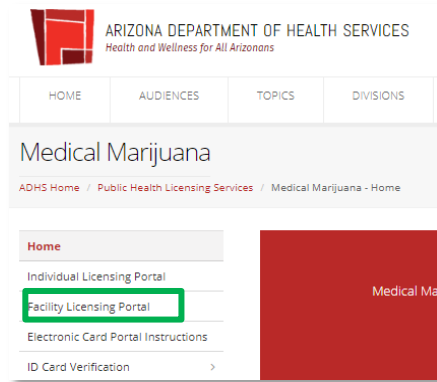 ARIZONA DEPARTMENT OF HEALTH SERVICES
Health and Wellness for All Arizonans
HOME AUDIENCES TOPICS DIVISIONS
Medical Marijuana
ADHS Home / Public Health Licensing Services / Medical Marijuana - Home
Home
Individual Licensing Portal
Medical Ma
Facility Licensing Portal
Electronic Card Portal Instructions
ID Card Verification >